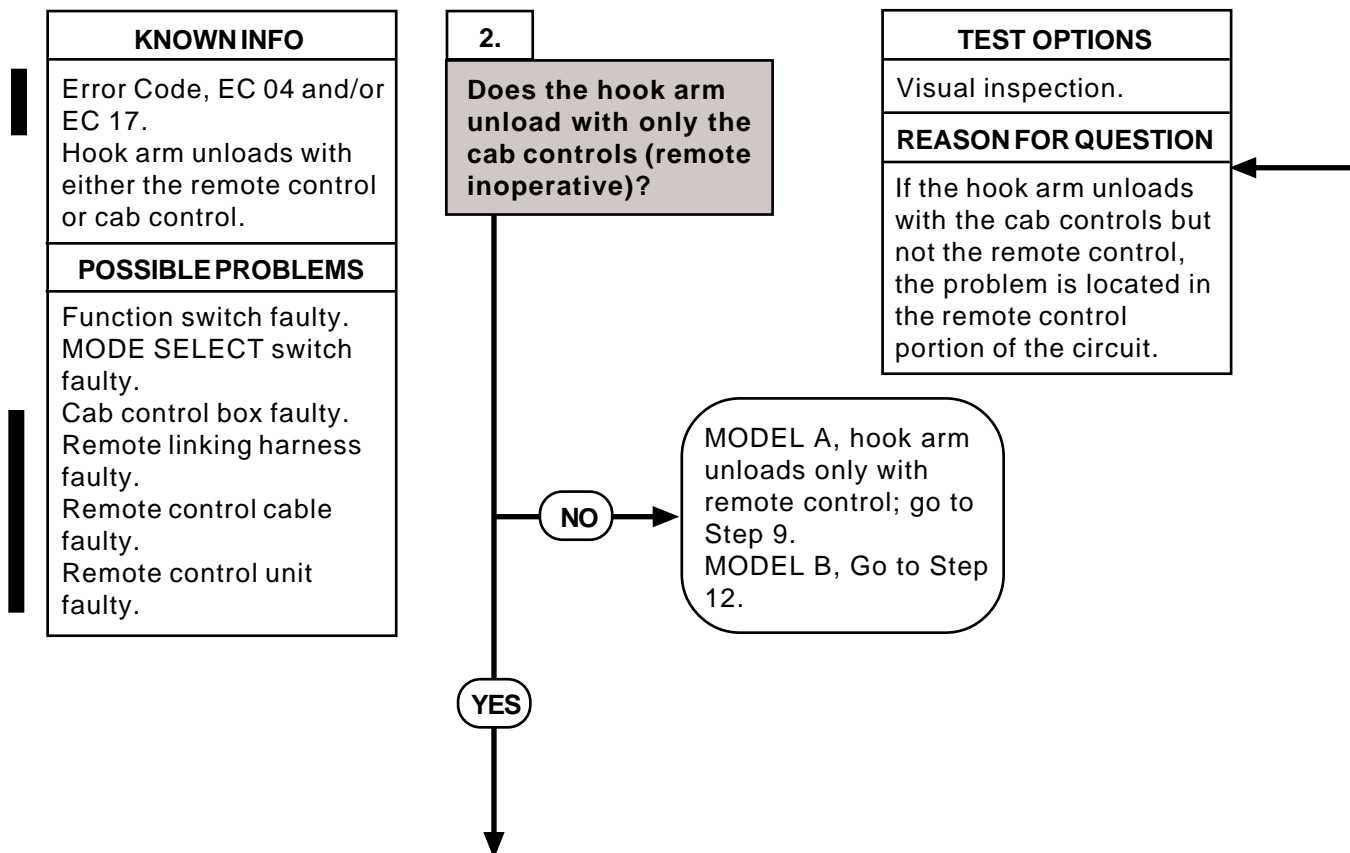 KNOWN INFO
Error Code, EC 04 and/or
EC 17.
Hook arm unloads with
either the remote control
or cab control.
POSSIBLE PROBLEMS
Function switch faulty.
MODE SELECT switch
faulty.
Cab control box faulty.
Remote linking harness
faulty.
Remote control cable
faulty.
Remote control unit
faulty.
2.
Does the hook arm
unload with only the
cab controls (remote
inoperative)?
TEST OPTIONS
Visual inspection.
REASON FOR QUESTION
If the hook arm unloads
with the cab controls but
not the remote control,
the problem is located in
the remote control
portion of the circuit.
NO
MODEL A, hook arm
unloads only with
remote control; go to
Step 9.
MODEL B, Go to Step
12.
YES